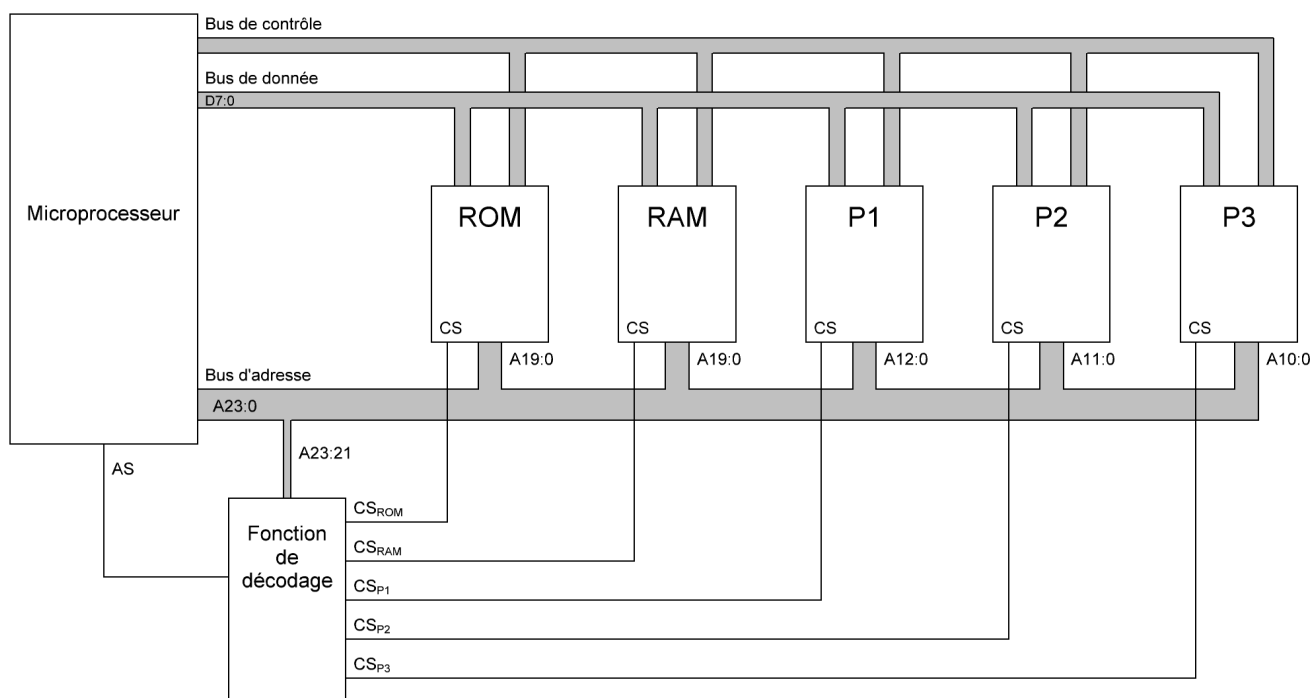 Bus de contrôle
Bus de donnée
D7:0
Microprocesseur
ROM
RAM
P1
P2
P3
CS
CS
CS
CS
CS
A19:0
A19:0
A12:0
A11:0
A10:0
Bus d'adresse
A23:0
A23:21
AS
Fonction
de
décodage
CSROM
CSRAM
CSP1
CSP2
CSP3